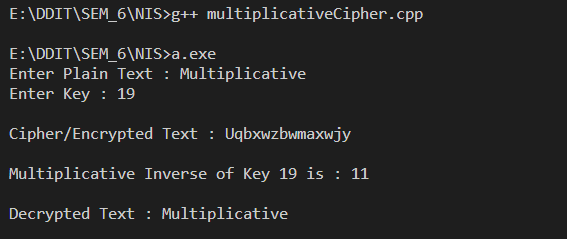 E:\DDIT\SEM_6\NIS>g++ multiplicativeCipher.cpp
E:\DDIT\SEM_6\NIS>a.exe
Enter Plain Text : Multiplicative
Enter Key : 19
Cipher/Encrypted Text : Uqbxwzbwmaxwjy
Multiplicative Inverse of Key 19 is : 11
Decrypted Text : Multiplicative